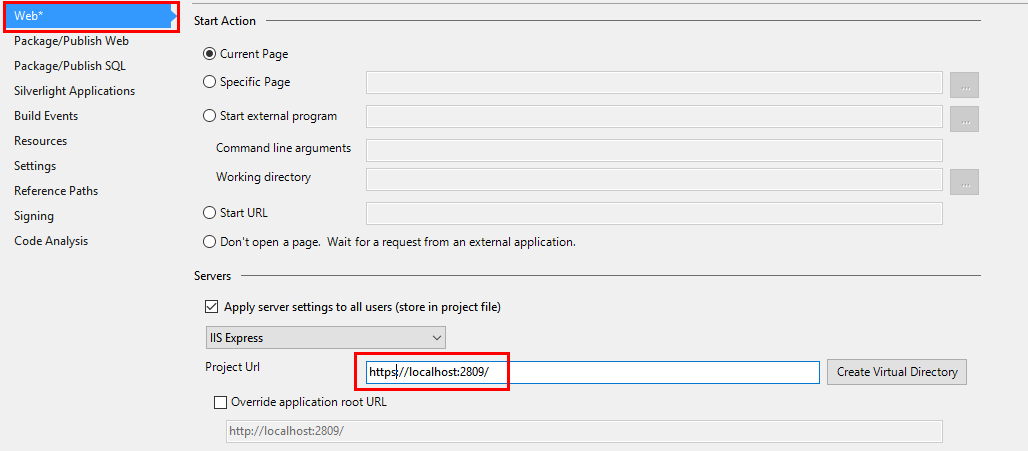 Web*
Package/Publish Web
Package/Publish SQL
Silverlight Applications
Build Events
Resources
Settings
Reference Paths
Signing
Code Analysis
Start Action
Current Page
Specific Page
...
Start external program
...
Command line arguments
Working directory
...
Start URL
Don't open a page. Wait for a request from an external application.
Servers
Apply server settings to all users (store in project file)
IIS Express
Project Url
https://localhost:2809/
Create Virtual Directory
Override application root URL
http://localhost:2809/